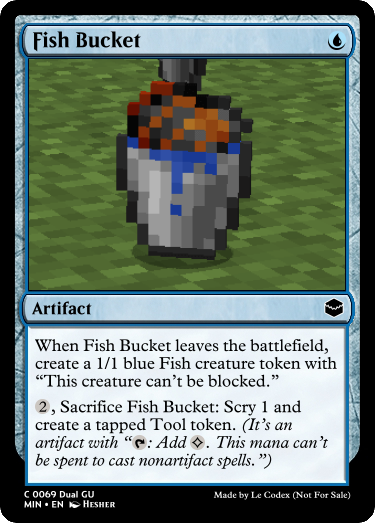 Fish Bucket
Artifact
When Fish Bucket leaves the battlefield,
create a 1/1 blue Fish creature token with
“This creature can’t be blocked.”
2, Sacrifice Fish Bucket: Scry 1 and
create a tapped Tool token. (It’s an
artifact with “: Add . This mana can’t
be spent to cast nonartifact spells.”)
C 0069 Dual GU
MIN • EN Hesher
Made by Le Codex (Not For Sale)